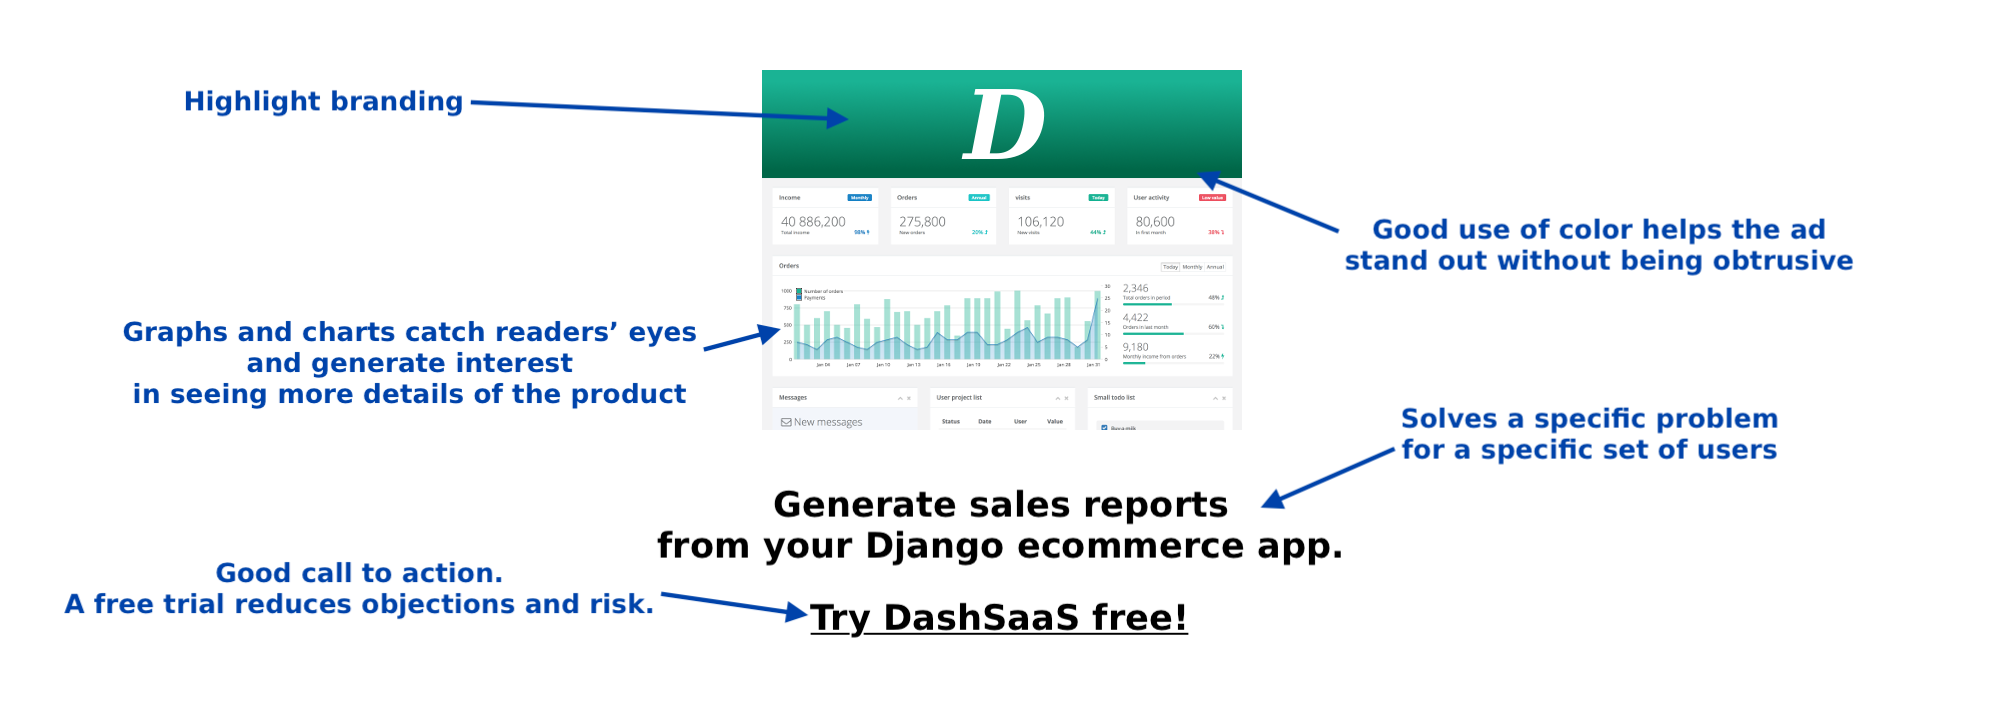 Highlight branding
D
Good use of color helps the ad
stand out without being obtrusive
Income
Monthly
40 886,200
Total income
98%
Orders
Annual
275,800
New orders
20%
visits
Today
106,120
New visits
44%
User activity
Low value
80,600
In first month
38%
Graphs and charts catch readers’ eyes
and generate interest
in seeing more details of the product
Orders
Today Monthly Annual
Number of orders
Payments
1000
750
500
250
0
30
25
20
15
10
5
0
Jan 04 Jan 07 Jan 10 Jan 13 Jan 16 Jan 19 Jan 22 Jan 25 Jan 28 Jan 31
2,346
Total orders in period
48%
4,422
Orders in last month
60%
9,180
Monthly income from orders
22%
Messages
New messages
User project list
Status Date User Value
Small todo list
Solves a specific problem
for a specific set of users
Generate sales reports
from your Django ecommerce app.
Good call to action.
A free trial reduces objections and risk.
Try DashSaaS free!